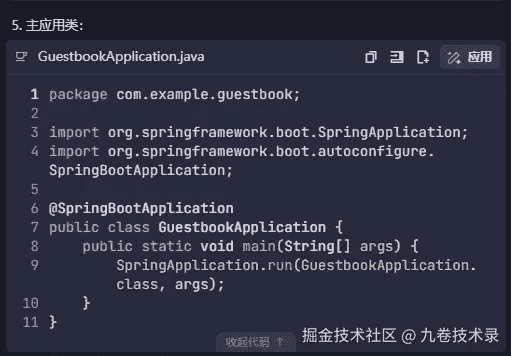 5. 主应用类：
GuestbookApplication.java
应用
1 package com.example.guestbook;
2
3 import org.springframework.boot.SpringApplication;
4 import org.springframework.boot.autoconfigure.
SpringBootApplication;
5
6 @SpringBootApplication
7 public class GuestbookApplication {
8 public static void main(String[] args) {
9 SpringApplication.run(GuestbookApplication.
class, args);
10 }
11 }
收起代码 ↑
掘金技术社区 @ 九卷技术录